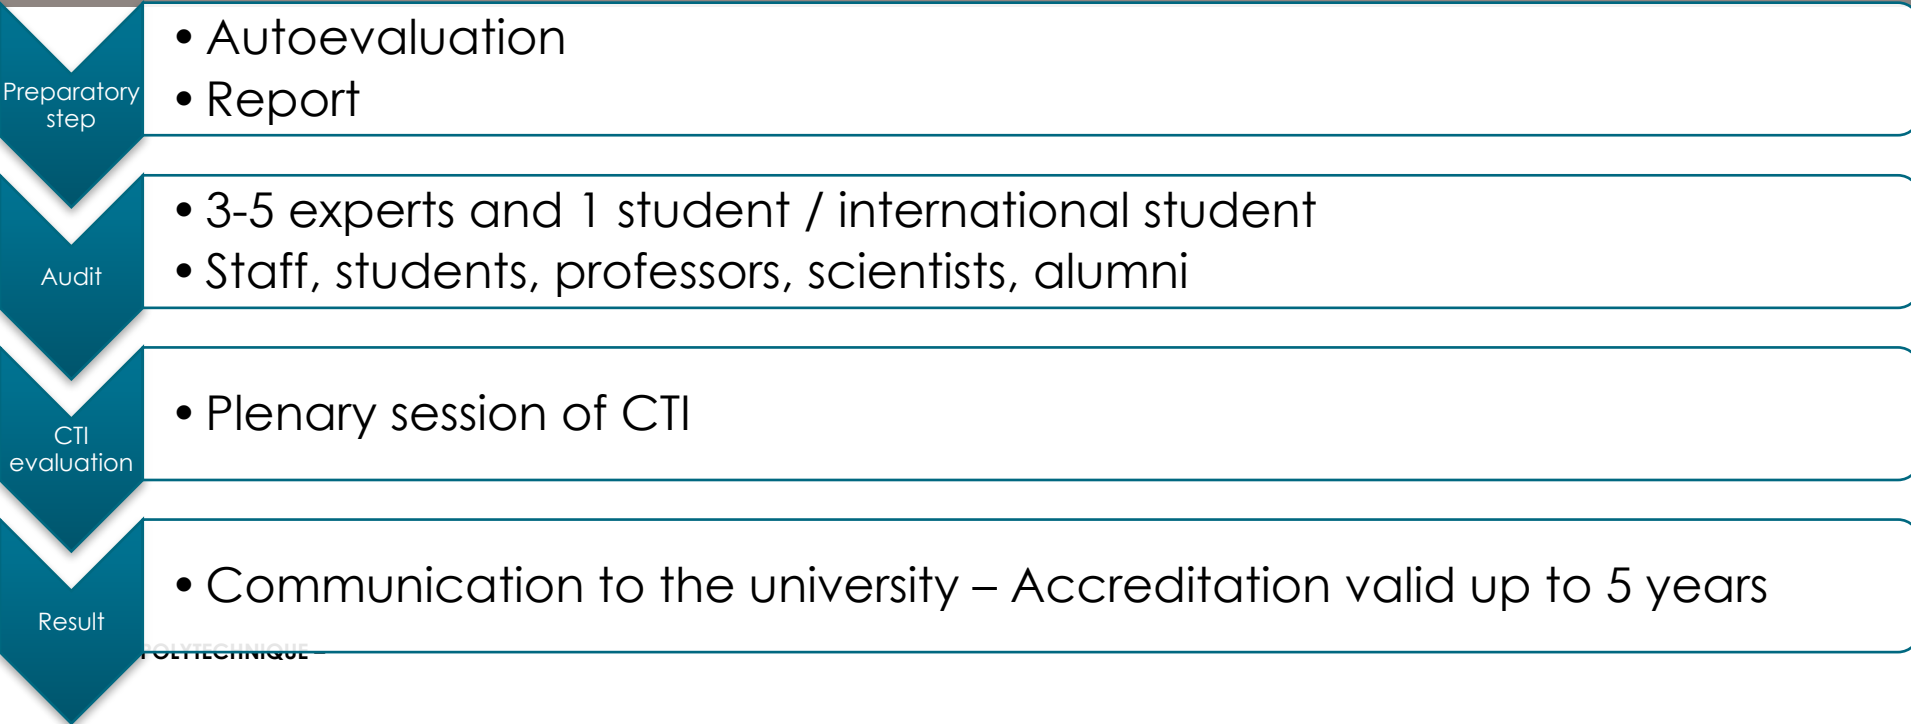 Preparatory
step
• Autoevaluation
• Report
Audit
• 3-5 experts and 1 student / international student
• Staff, students, professors, scientists, alumni
CTI
evaluation
• Plenary session of CTI
Result
• Communication to the university – Accreditation valid up to 5 years
POLYTECHNIQUE –